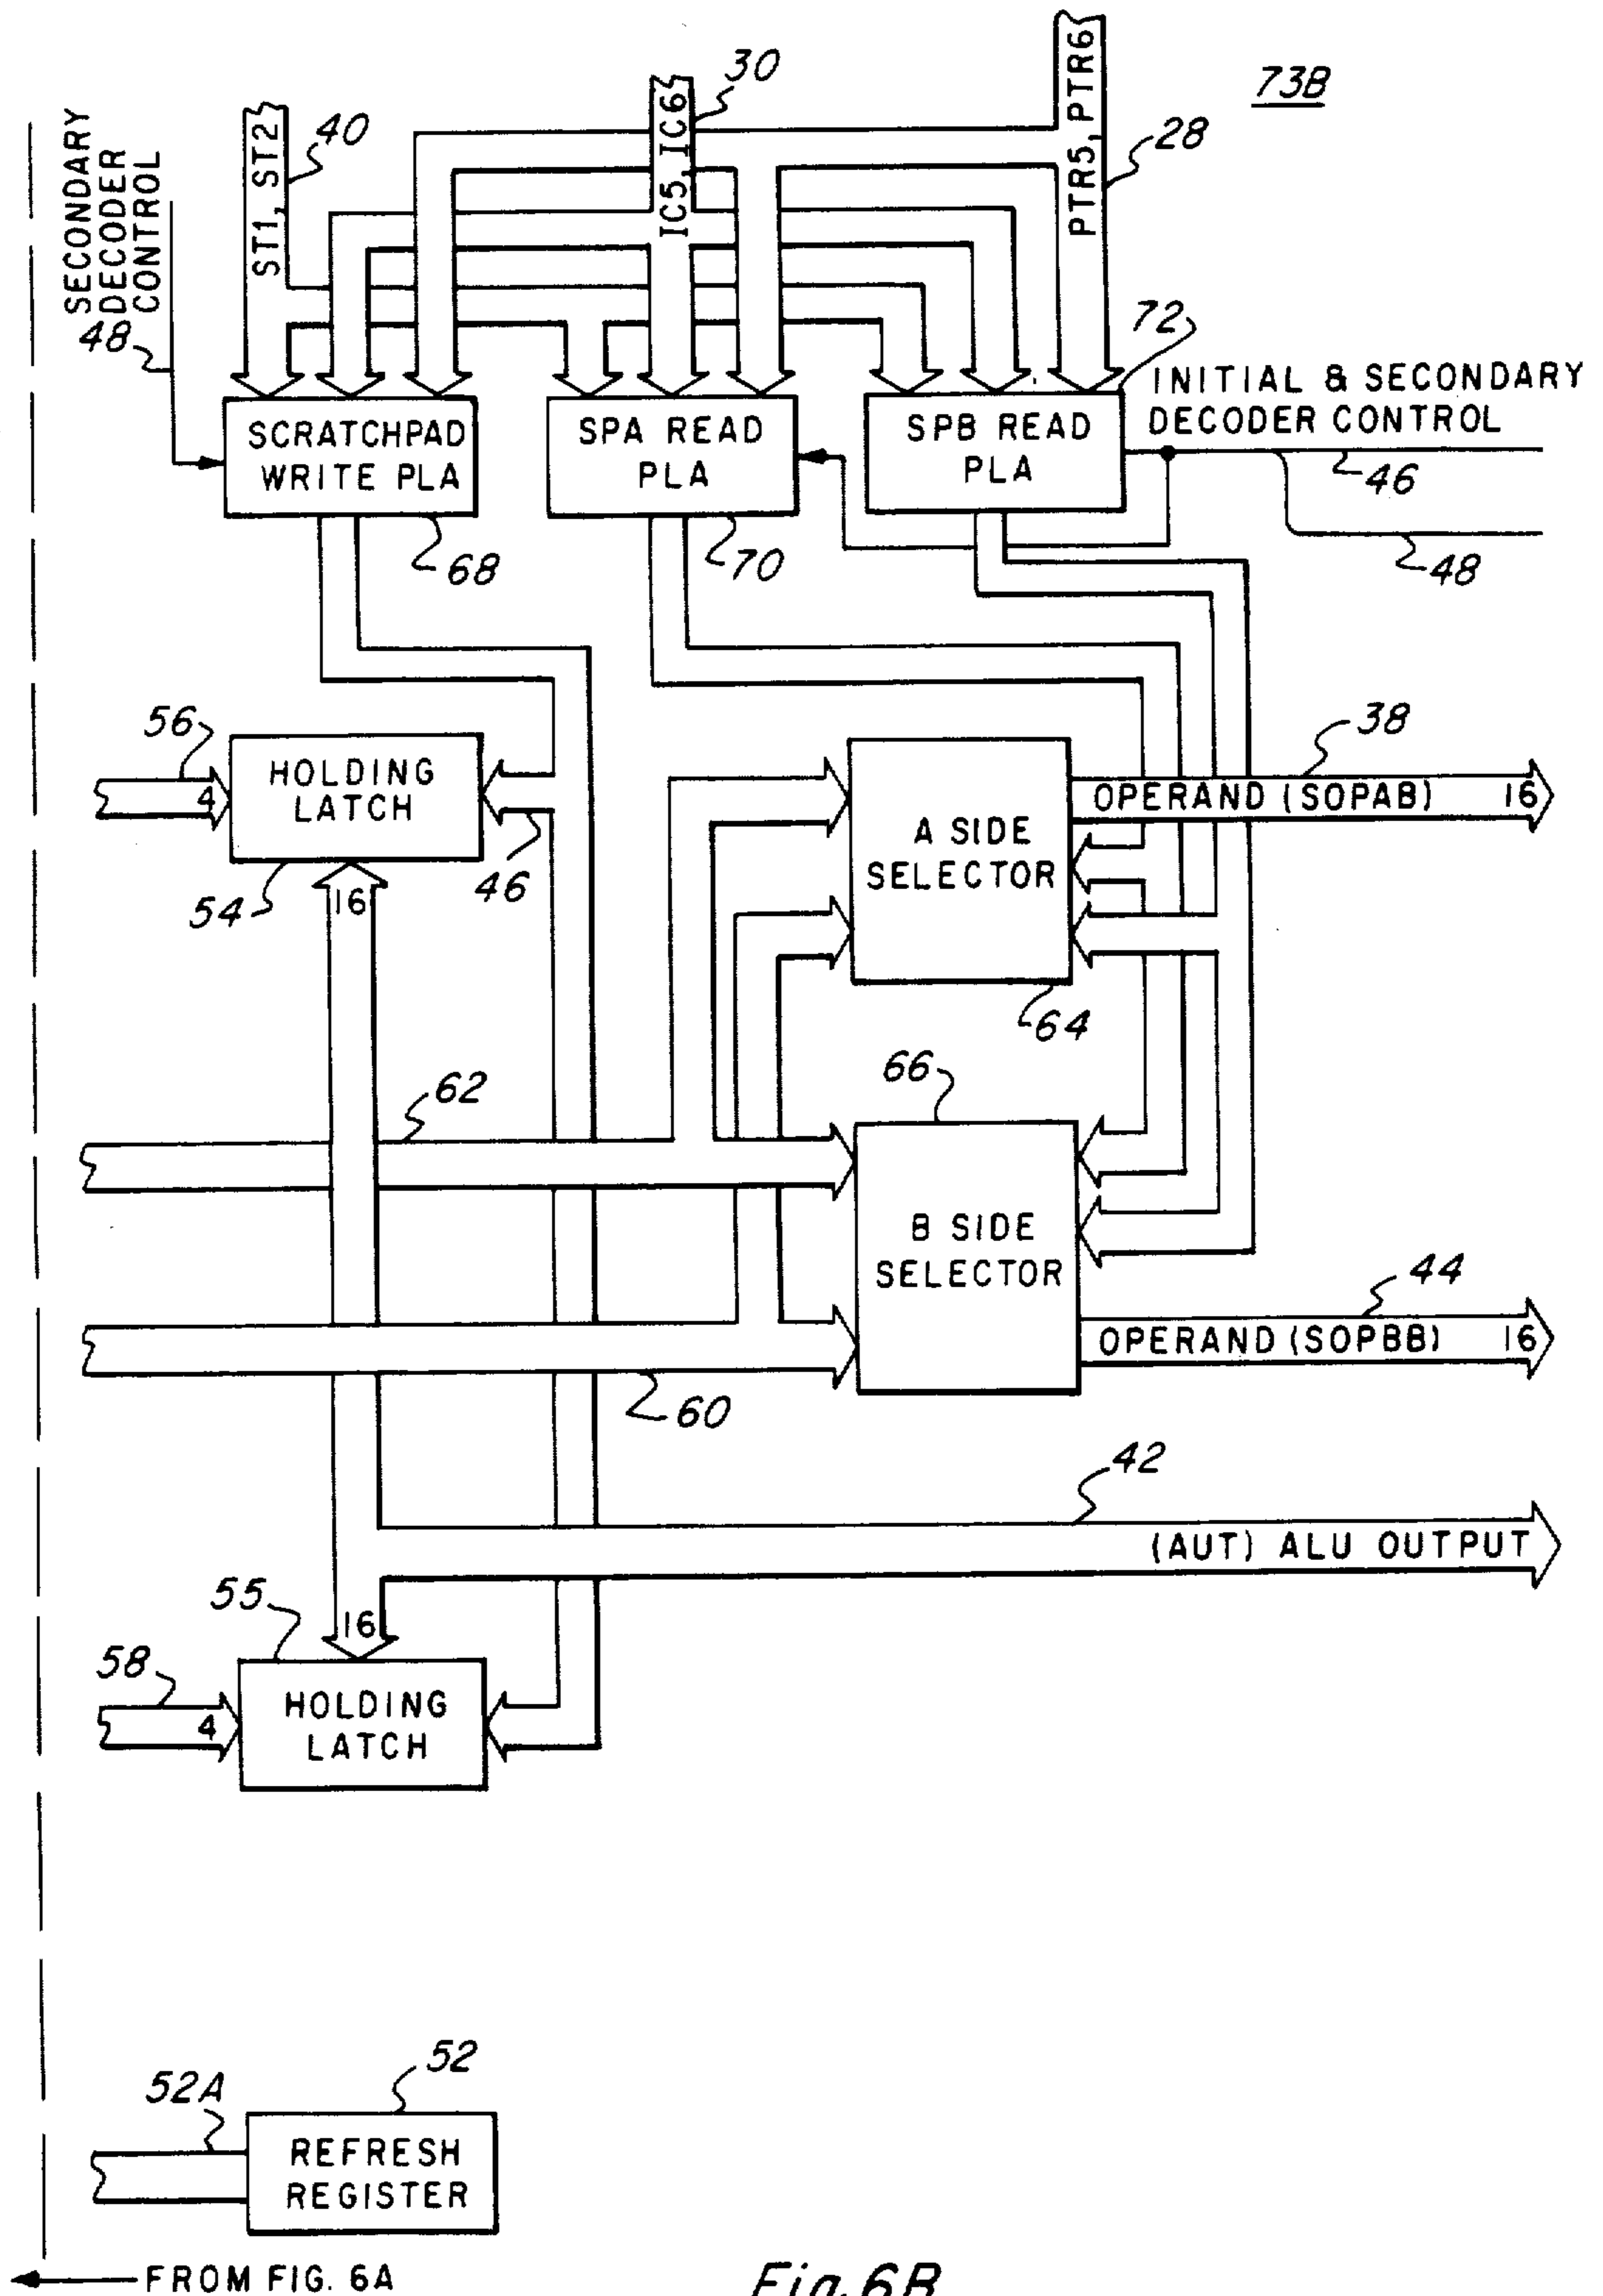 73B
30
40
28
SECONDARY
DECODER
CONTROL
48
ST1, ST2
IC5, IC6
PTR5, PTR6
72
INITIAL & SECONDARY
DECODER CONTROL
46
48
SCRATCHPAD
WRITE PLA
68
SPA READ
PLA
70
SPB READ
PLA
56
4
HOLDING
LATCH
54
46
16
A SIDE
SELECTOR
64
38
OPERAND (SOPAB) 16
62
66
B SIDE
SELECTOR
44
OPERAND (SOPBB) 16
60
42
(AUT) ALU OUTPUT
55
16
58
4
HOLDING
LATCH
52A
52
REFRESH
REGISTER
FROM FIG. 6A
Fig. 6B